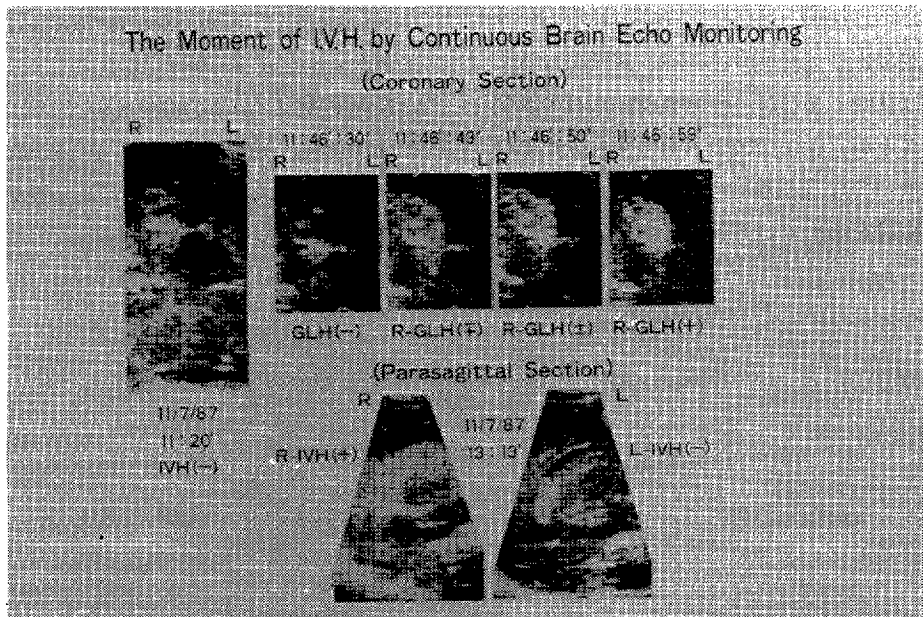 The Moment of I.V.H. by Continuous Brain Echo Monitoring
(Coronary Section)
R L
11:46':30" 11:46':43" 11:46':50" 11:46':59"
R L R L R L R L
GLH(−) R-GLH(∓) R-GLH(±) R-GLH(+)
11/7/87
11:20'
IVH(−)
(Parasagittal Section)
R L
11/7/87
R-IVH(+) 13:13' L-IVH(−)